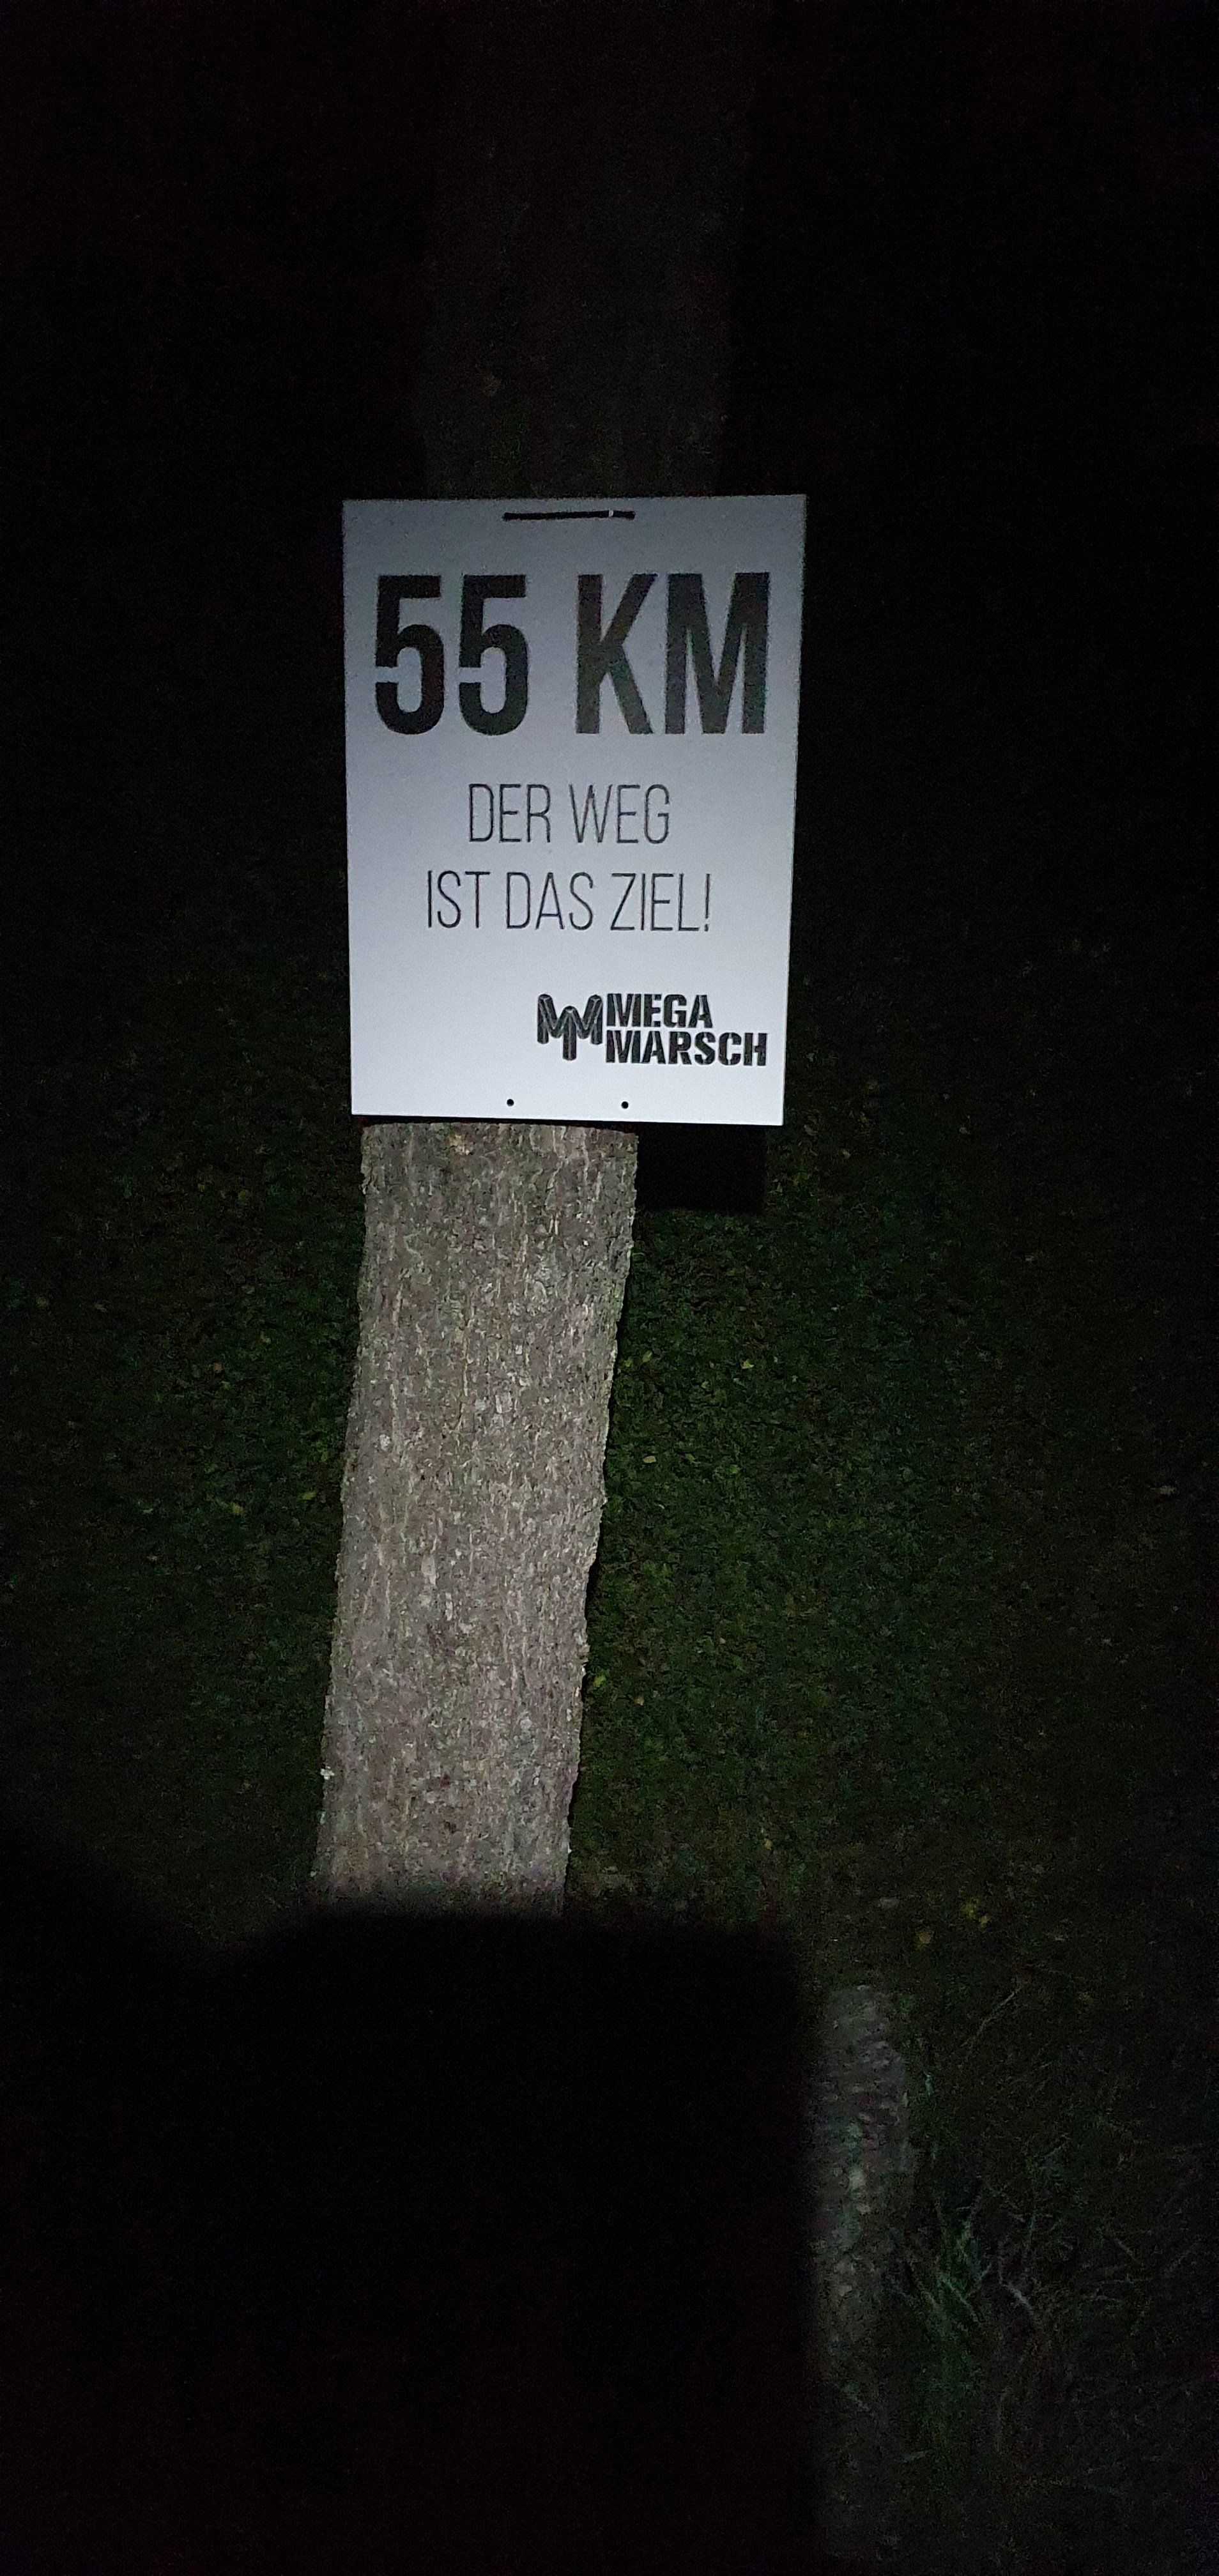 55 KM
DER WEG
IST DAS ZIEL!
MEGA
MARSCH